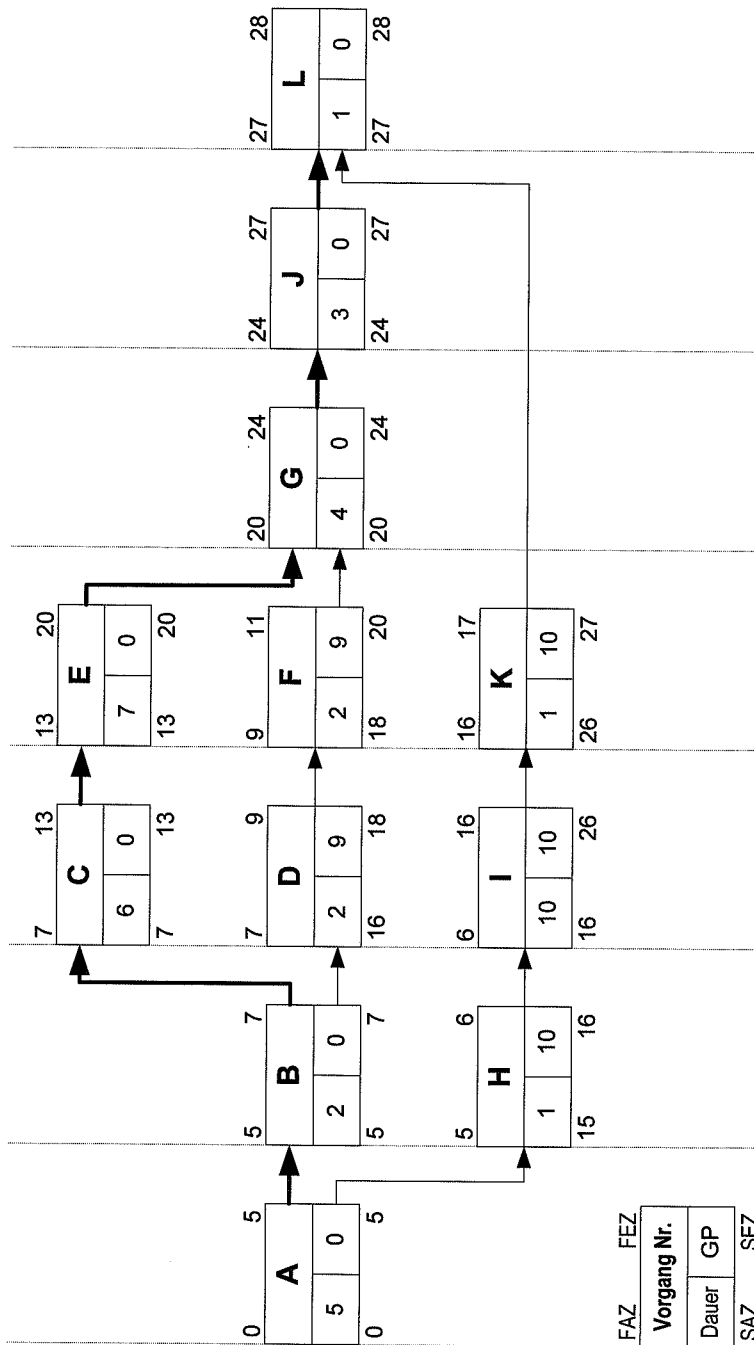 7 13 13 20
C E
6 0 7 0
7 13 13 20
0 5 5 7 7 9 9 11 20 24 24 27 27 28
A B D F G J L
5 0 2 0 2 9 2 9 4 0 3 0 1 0
0 5 5 7 16 18 18 20 20 24 24 27 27 28
5 6 6 16 16 17
H I K
1 10 10 10 1 10
15 16 16 26 26 27
FAZ FEZ
Vorgang Nr.
Dauer GP
SAZ SEZ